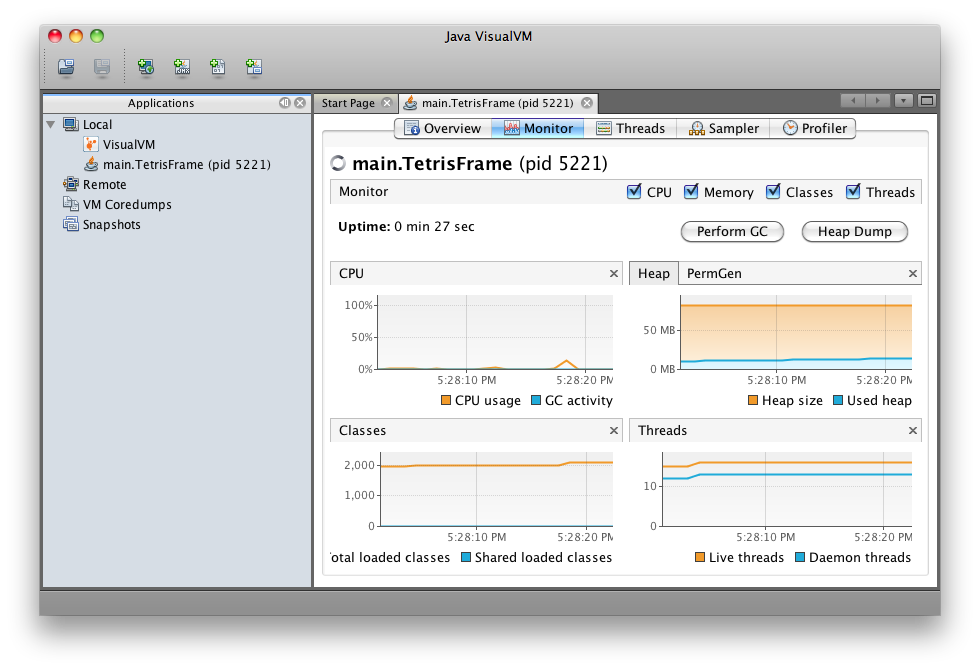 Java VisualVM
Applications
Start Page
main.TetrisFrame (pid 5221)
Local
VisualVM
main.TetrisFrame (pid 5221)
Remote
VM Coredumps
Snapshots
Overview
Monitor
Threads
Sampler
Profiler
main.TetrisFrame (pid 5221)
Monitor
CPU
Memory
Classes
Threads
Uptime: 0 min 27 sec
Perform GC
Heap Dump
CPU
100%
50%
0%
5:28:10 PM
5:28:20 PM
CPU usage
GC activity
Heap
PermGen
50 MB
0 MB
5:28:10 PM
5:28:20 PM
Heap size
Used heap
Classes
2,000
1,000
0
5:28:10 PM
5:28:20 PM
otal loaded classes
Shared loaded classes
Threads
10
0
5:28:10 PM
5:28:20 PM
Live threads
Daemon threads